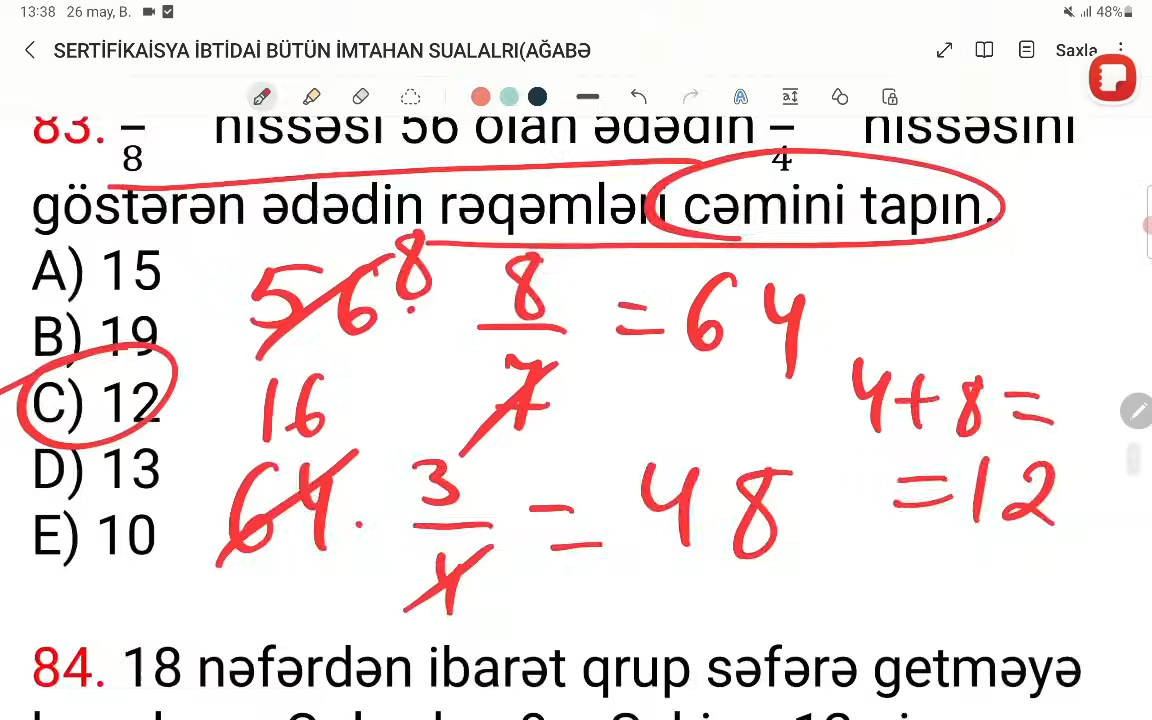 13:38 26 may, B. 48%
SERTİFİKAİSYA İBTİDAİ BÜTÜN İMTAHAN SUALALRI(AĞABƏ Saxla
83. — 8 hissəsi 56 olan ədədin — 4 hissəsini
göstərən ədədin rəqəmləri cəmini tapın.
A) 15
B) 19
C) 12
D) 13
E) 10
56 8 · 8/7 = 64
16
64 · 3/4 = 48
4+8=
=12
84. 18 nəfərdən ibarət qrup səfərə getməyə